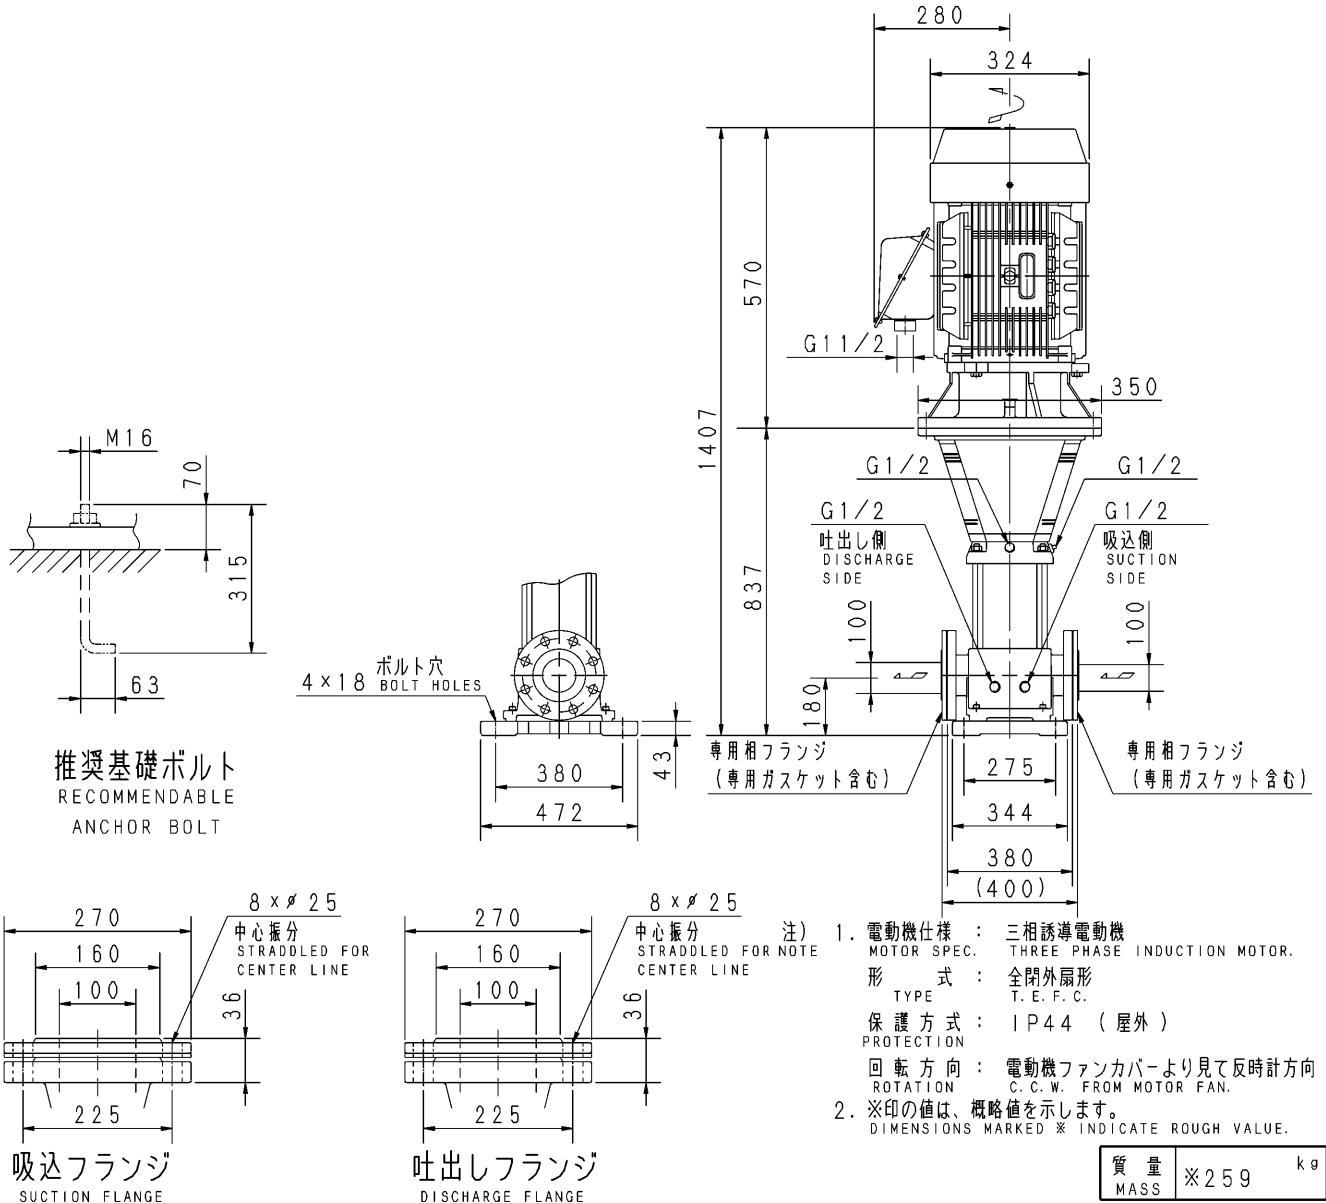 280
324
570
1407
G11/2
350
G1/2
G1/2
G1/2
吐出し側
DISCHARGE
SIDE
G1/2
吸込側
SUCTION
SIDE
837
100
100
180
専用相フランジ
(専用ガスケット含む)
専用相フランジ
(専用ガスケット含む)
275
344
380
(400)
M16
70
315
63
推奨基礎ボルト
RECOMMENDABLE
ANCHOR BOLT
ボルト穴
4×18 BOLT HOLES
43
380
472
270
160
100
8×φ25
中心振分
STRADDLED FOR
CENTER LINE
36
225
吸込フランジ
SUCTION FLANGE
270
160
100
8×φ25
中心振分
STRADDLED FOR
CENTER LINE
36
225
吐出しフランジ
DISCHARGE FLANGE
注)
NOTE
1. 電動機仕様 : 三相誘導電動機
MOTOR SPEC. THREE PHASE INDUCTION MOTOR.
形式 : 全閉外扇形
TYPE T.E.F.C.
保護方式 : IP44 (屋外)
PROTECTION
回転方向 : 電動機ファンカバーより見て反時計方向
ROTATION C.C.W. FROM MOTOR FAN.
2. ※印の値は、概略値を示します。
DIMENSIONS MARKED ※ INDICATE ROUGH VALUE.
質量 ※259 kg
MASS